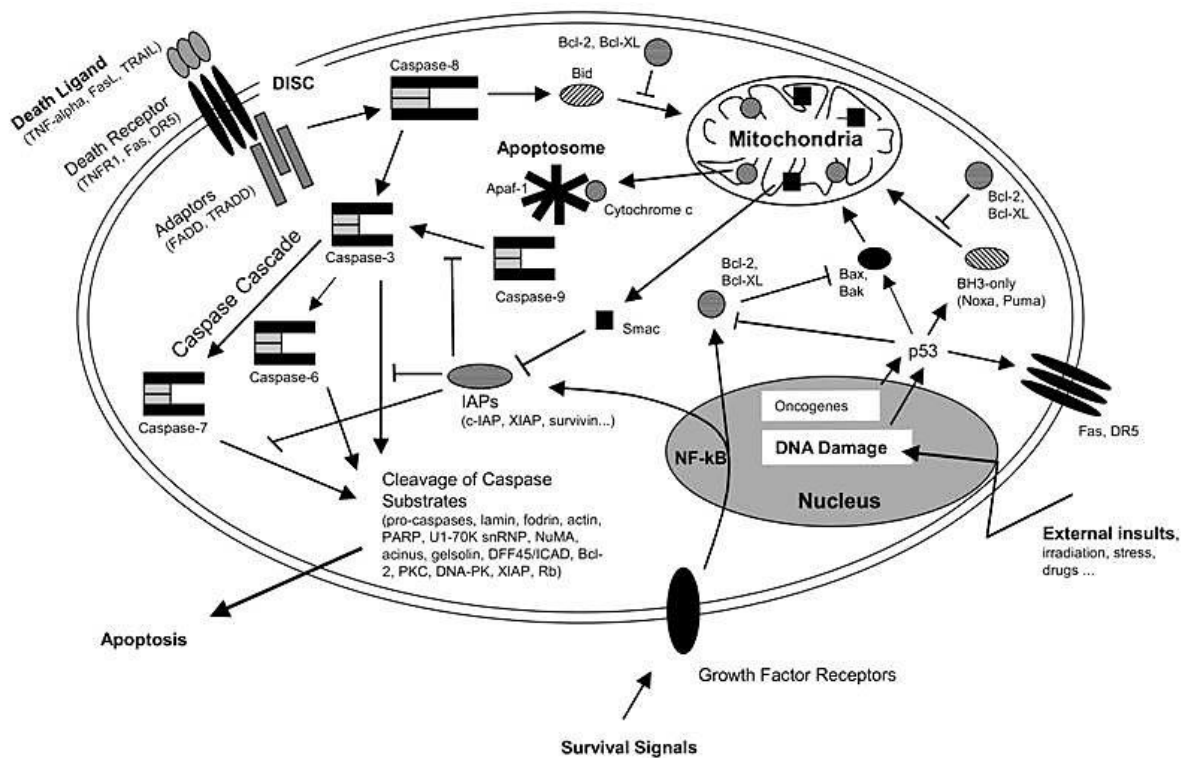 Death Ligand
(TNF-alpha, FasL, TRAIL)
Death Receptor
(TNFR1, Fas, DR5)
Adaptors
(FADD, TRADD)
DISC
Caspase-8
Bcl-2, Bcl-XL
Bid
Mitochondria
Apoptosome
Apaf-1
Cytochrome c
Bcl-2,
Bcl-XL
Caspase-3
Caspase Cascade
Caspase-9
Bcl-2,
Bcl-XL
Bax,
Bak
BH3-only
(Noxa, Puma)
Smac
p53
Caspase-6
Caspase-7
IAPs
(c-IAP, XIAP, survivin...)
Oncogenes
DNA Damage
NF-kB
Nucleus
Fas, DR5
Cleavage of Caspase
Substrates
(pro-caspases, lamin, fodrin, actin,
PARP, U1-70K snRNP, NuMA,
acinus, gelsolin, DFF45/ICAD, Bcl-
2, PKC, DNA-PK, XIAP, Rb)
External insults,
irradiation, stress,
drugs ...
Apoptosis
Growth Factor Receptors
Survival Signals